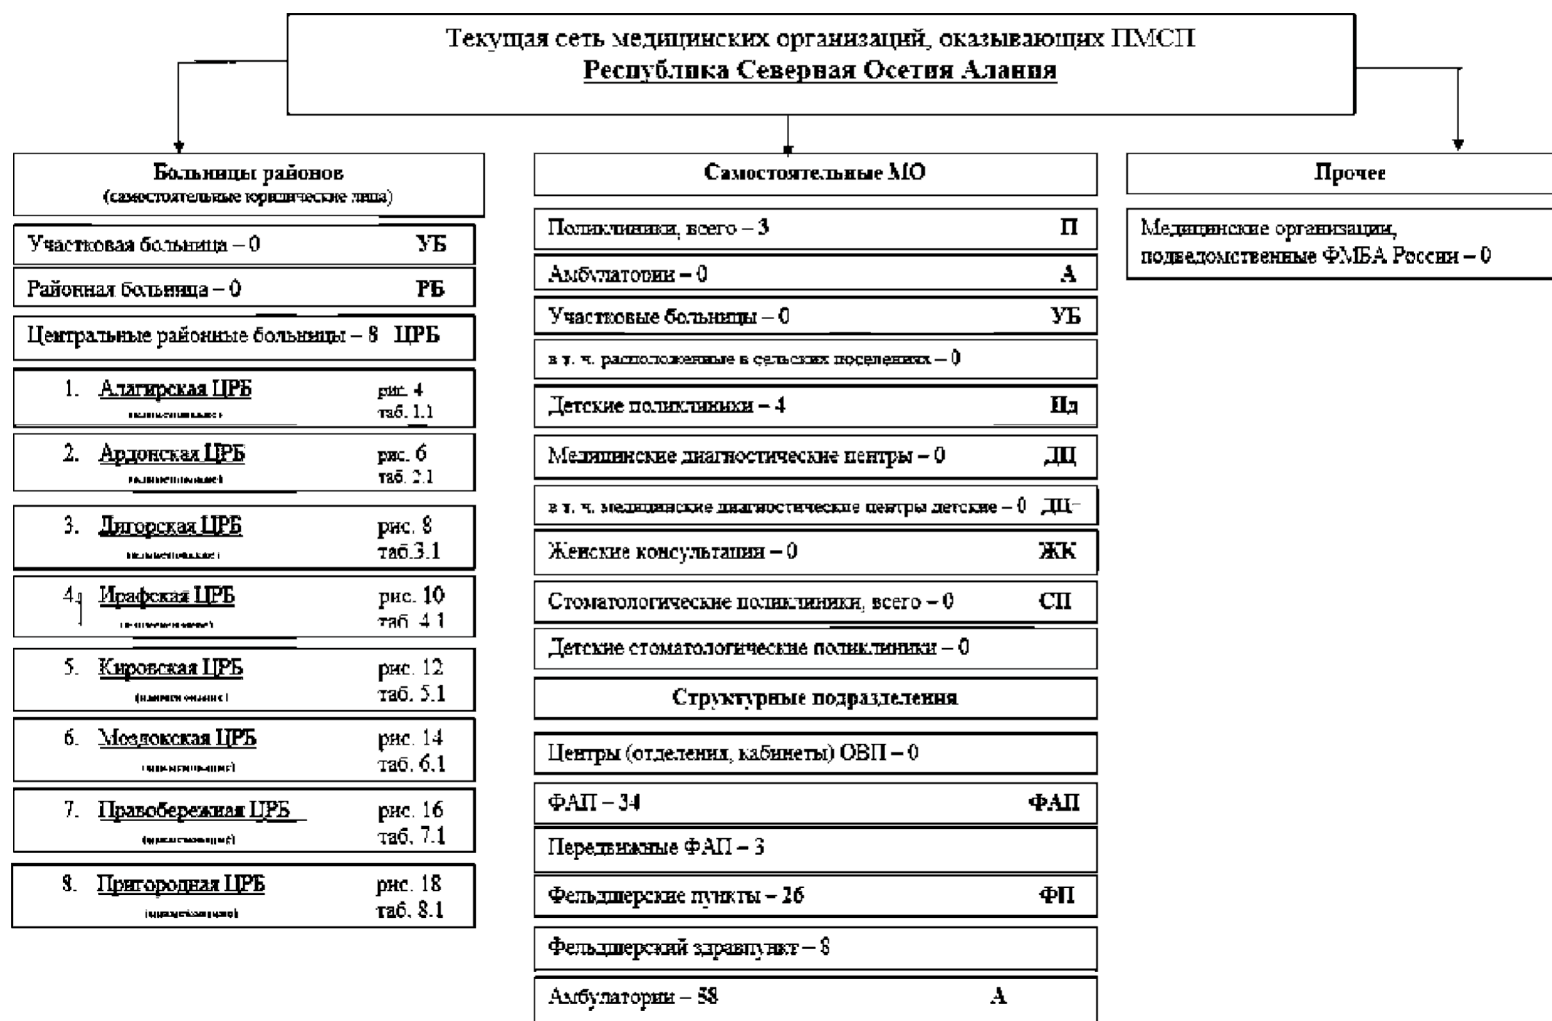 Текущая сеть медицинских организаций, оказывающих ПМСП
Республика Северная Осетия Алания
Больницы районов
(самостоятельные юридические лица)
Участковая больница – 0 УБ
Районная больница – 0 РБ
Центральные районные больницы – 8 ЦРБ
1. Алагирская ЦРБ рис. 4
(наименование) таб. 1.1
2. Ардонская ЦРБ рис. 6
(наименование) таб. 2.1
3. Дигорская ЦРБ рис. 8
(наименование) таб.3.1
4. Ирафская ЦРБ рис. 10
(наименование) таб. 4.1
5. Кировская ЦРБ рис. 12
(наименование) таб. 5.1
6. Моздокская ЦРБ рис. 14
(наименование) таб. 6.1
7. Правобережная ЦРБ рис. 16
(наименование) таб. 7.1
8. Пригородная ЦРБ рис. 18
(наименование) таб. 8.1
Самостоятельные МО
Поликлиники, всего – 3 П
Амбулатории – 0 А
Участковые больницы – 0 УБ
в т. ч. расположенные в сельских поселениях – 0
Детские поликлиники – 4 Пд
Медицинские диагностические центры – 0 ДЦ
в т. ч. медицинские диагностические центры детские – 0 ДЦ
Женские консультации – 0 ЖК
Стоматологические поликлиники, всего – 0 СП
Детские стоматологические поликлиники – 0
Структурные подразделения
Центры (отделения, кабинеты) ОВП – 0
ФАП – 34 ФАП
Передвижные ФАП – 3
Фельдшерские пункты – 26 ФП
Фельдшерский здравпункт – 8
Амбулатории – 58 А
Прочее
Медицинские организации,
подведомственные ФМБА России – 0